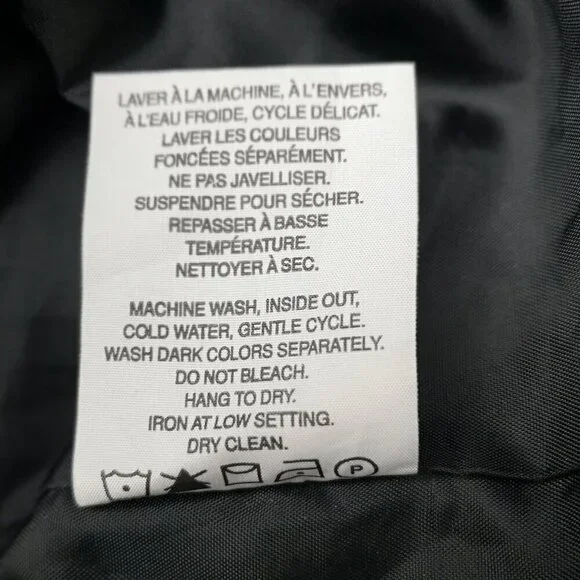 LAVER À LA MACHINE, À L'ENVERS,
À L'EAU FROIDE, CYCLE DÉLICAT.
LAVER LES COULEURS
FONCÉES SÉPARÉMENT.
NE PAS JAVELLISER.
SUSPENDRE POUR SÉCHER.
REPASSER À BASSE
TEMPÉRATURE.
NETTOYER À SEC.
MACHINE WASH, INSIDE OUT,
COLD WATER, GENTLE CYCLE.
WASH DARK COLORS SEPARATELY.
DO NOT BLEACH.
HANG TO DRY.
IRON AT LOW SETTING.
DRY CLEAN.
P